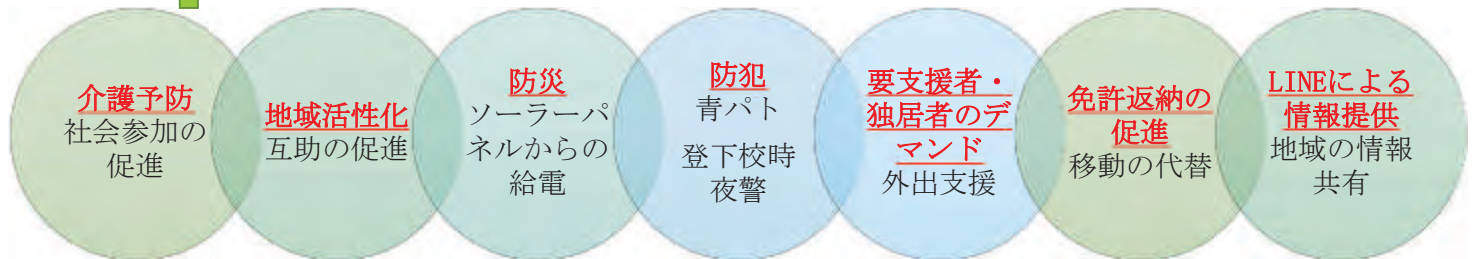 介護予防
社会参加の
促進
地域活性化
互助の促進
防災
ソーラーパ
ネルからの
給電
防犯
青パト
登下校時
夜警
要支援者・
独居者のデ
マンド
外出支援
免許返納の
促進
移動の代替
LINEによる
情報提供
地域の情報
共有